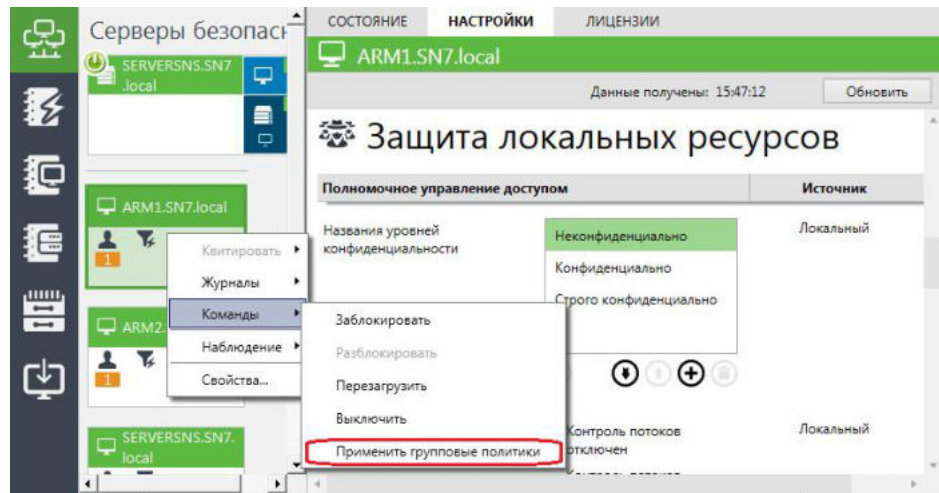 Серверы безопасн
SERVERSNS.SN7
.local
ARM1.SN7.local
1
ARM2.
1
SERVERSNS.SN7.
local
Квитировать
Журналы
Команды
Наблюдение
Свойства...
Заблокировать
Разблокировать
Перезагрузить
Выключить
Применить групповые политики
СОСТОЯНИЕ НАСТРОЙКИ ЛИЦЕНЗИИ
ARM1.SN7.local
Данные получены: 15:47:12 Обновить
Защита локальных ресурсов
Полномочное управление доступом Источник
Названия уровней
конфиденциальности
Неконфиденциально
Конфиденциально
Строго конфиденциально
Локальный
Контроль потоков
отключен
Локальный